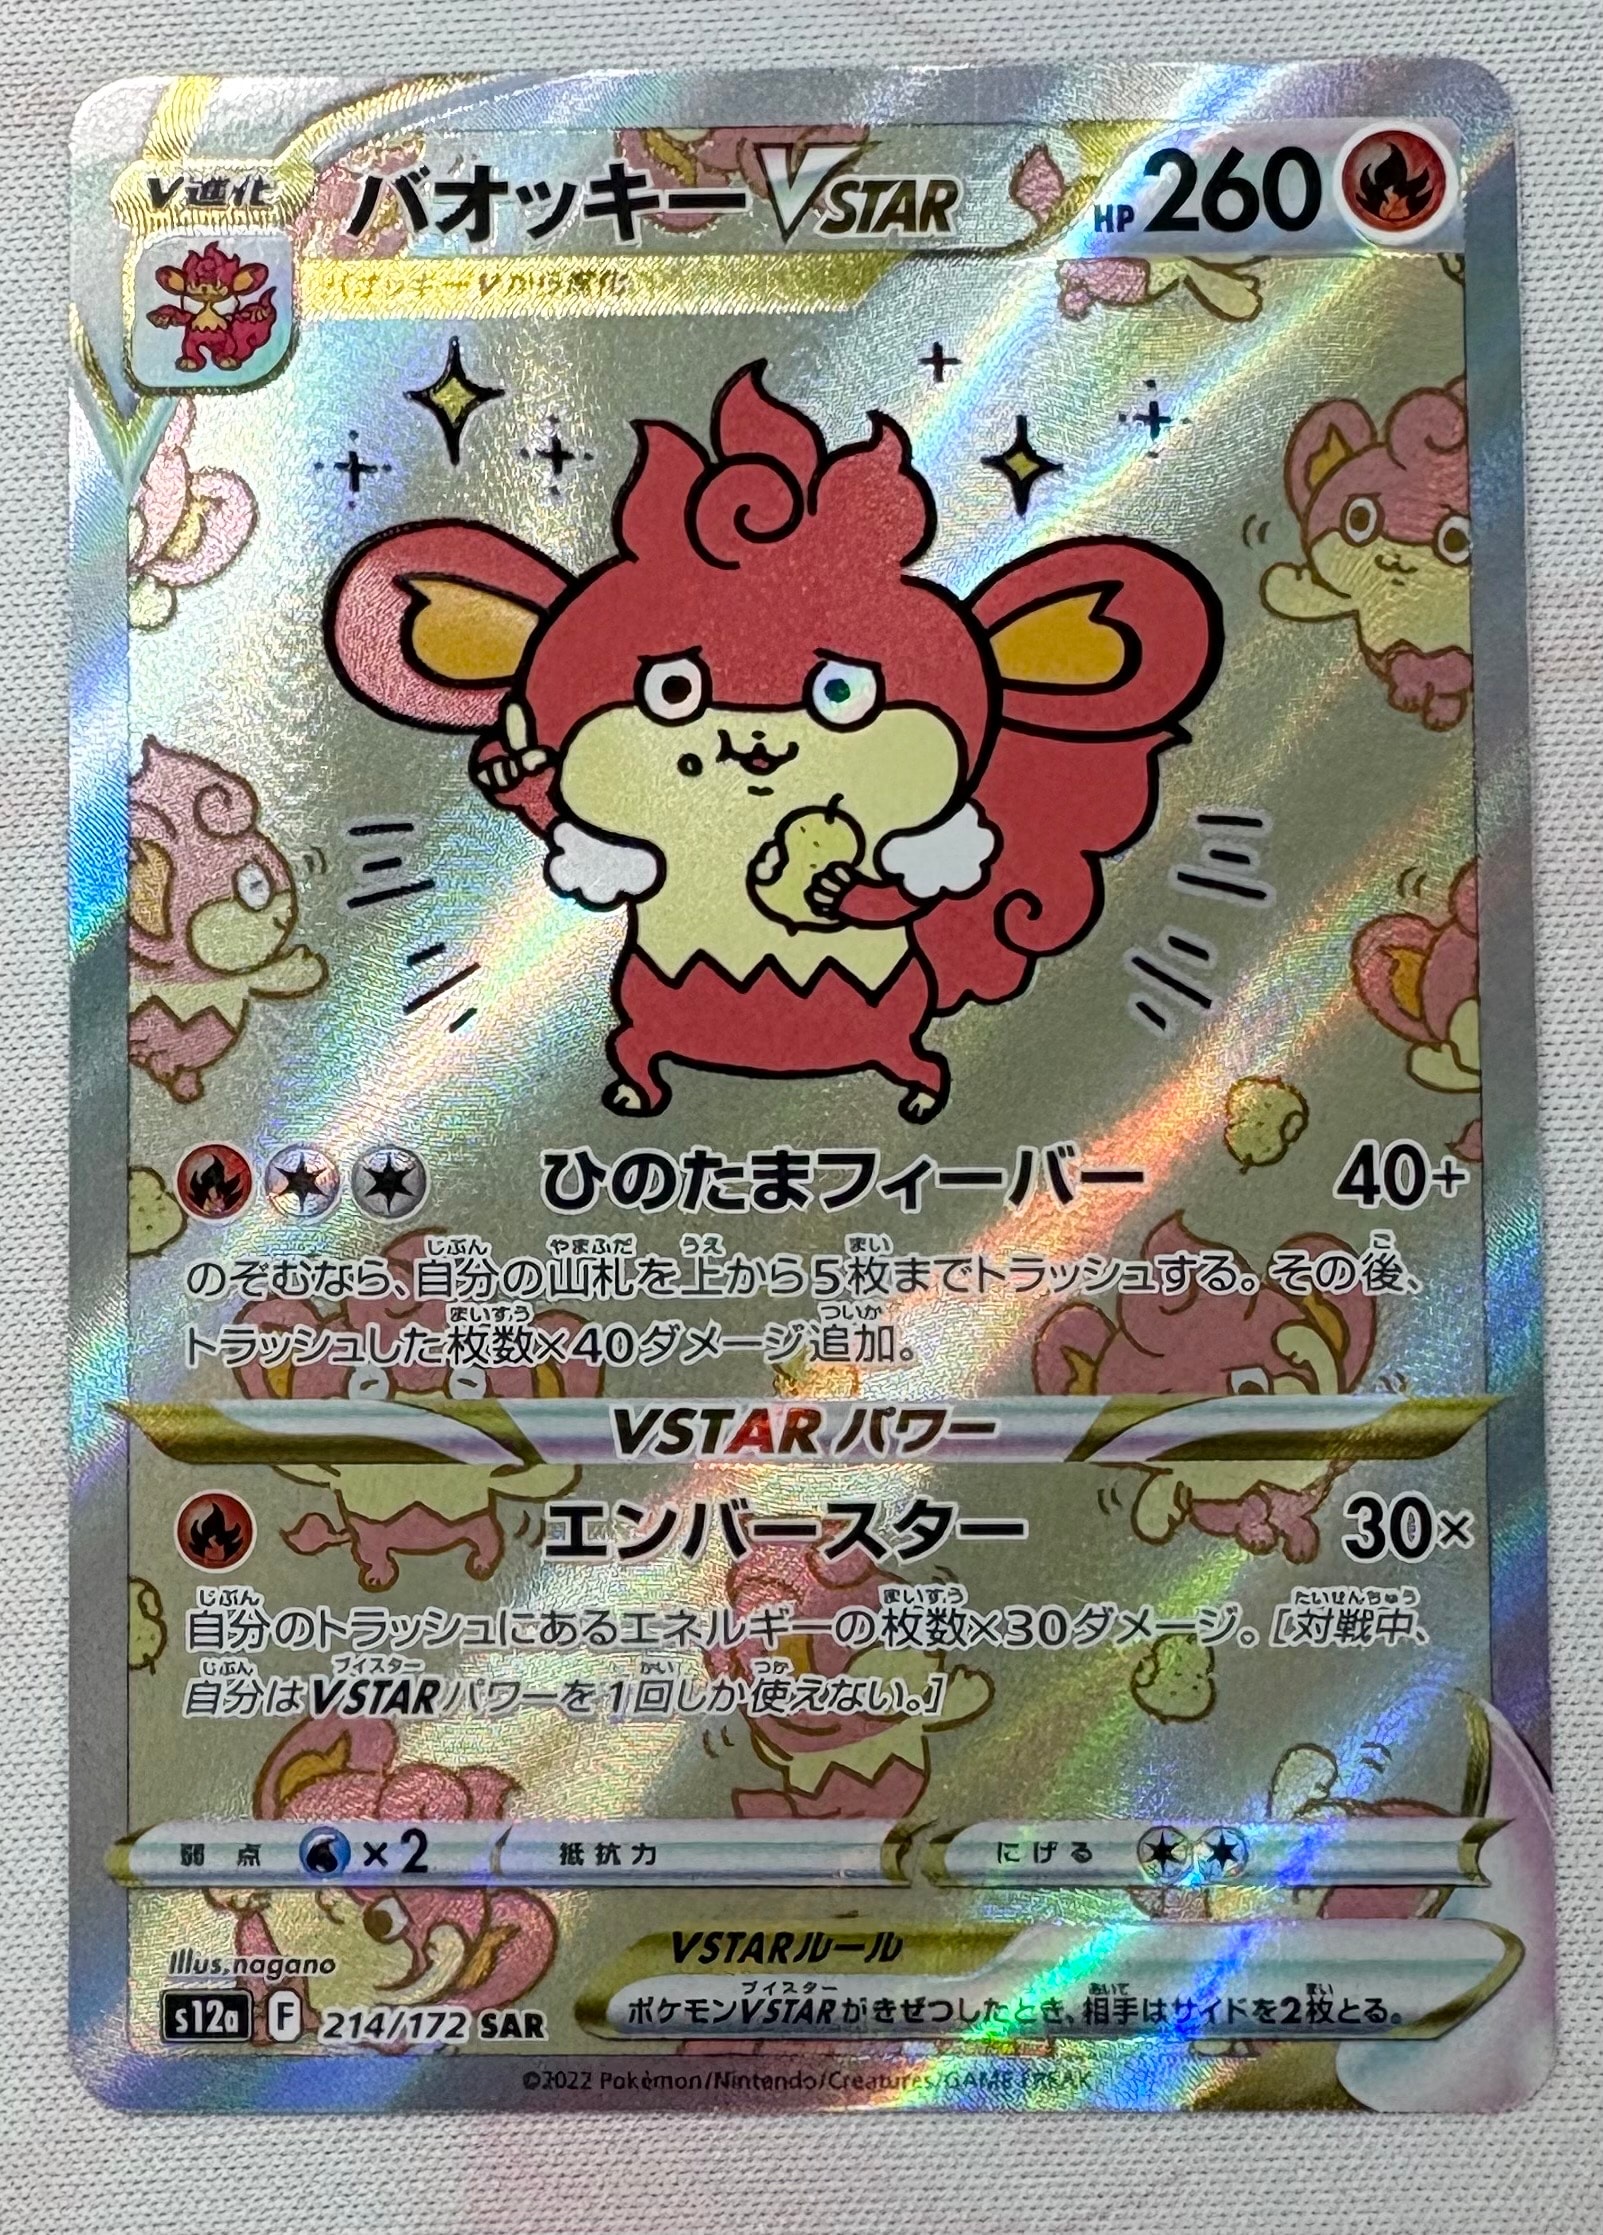 V進化
バオッキーVSTAR
HP 260
バオッキーVから進化
ひのたまフィーバー 40+
のぞむなら、自分の山札を上から5枚までトラッシュする。その後、
トラッシュした枚数×40ダメージ追加。
VSTARパワー
エンバースター 30×
自分のトラッシュにあるエネルギーの枚数×30ダメージ。[対戦中、
自分はVSTARパワーを1回しか使えない。]
弱点 ×2 抵抗力 にげる
Illus.nagano
VSTARルール
ポケモンVSTARがきぜつしたとき、相手はサイドを2枚とる。
s12a F 214/172 SAR
©2022 Pokémon/Nintendo/Creatures/GAME FREAK